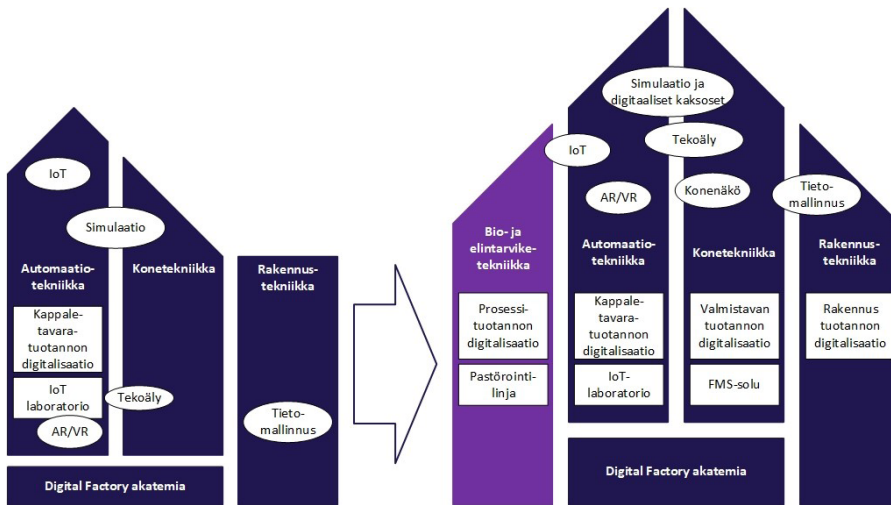 IoT
Simulaatio
Automaatio-
tekniikka
Konetekniikka
Rakennus-
tekniikka
Kappale-
tavara-
tuotannon
digitalisaatio
IoT
laboratorio
Tekoäly
AR/VR
Tieto-
mallinnus
Digital Factory akatemia
Simulaatio ja
digitaaliset kaksoset
Tekoäly
IoT
AR/VR
Konenäkö
Tieto-
mallinnus
Bio- ja
elintarvike-
tekniikka
Automaatio-
tekniikka
Konetekniikka
Rakennus-
tekniikka
Prosessi-
tuotannon
digitalisaatio
Kappale-
tavara-
tuotannon
digitalisaatio
Valmistavan
tuotannon
digitalisaatio
Rakennus
tuotannon
digitalisaatio
Pastörointi-
linja
IoT-
laboratorio
FMS-solu
Digital Factory akatemia